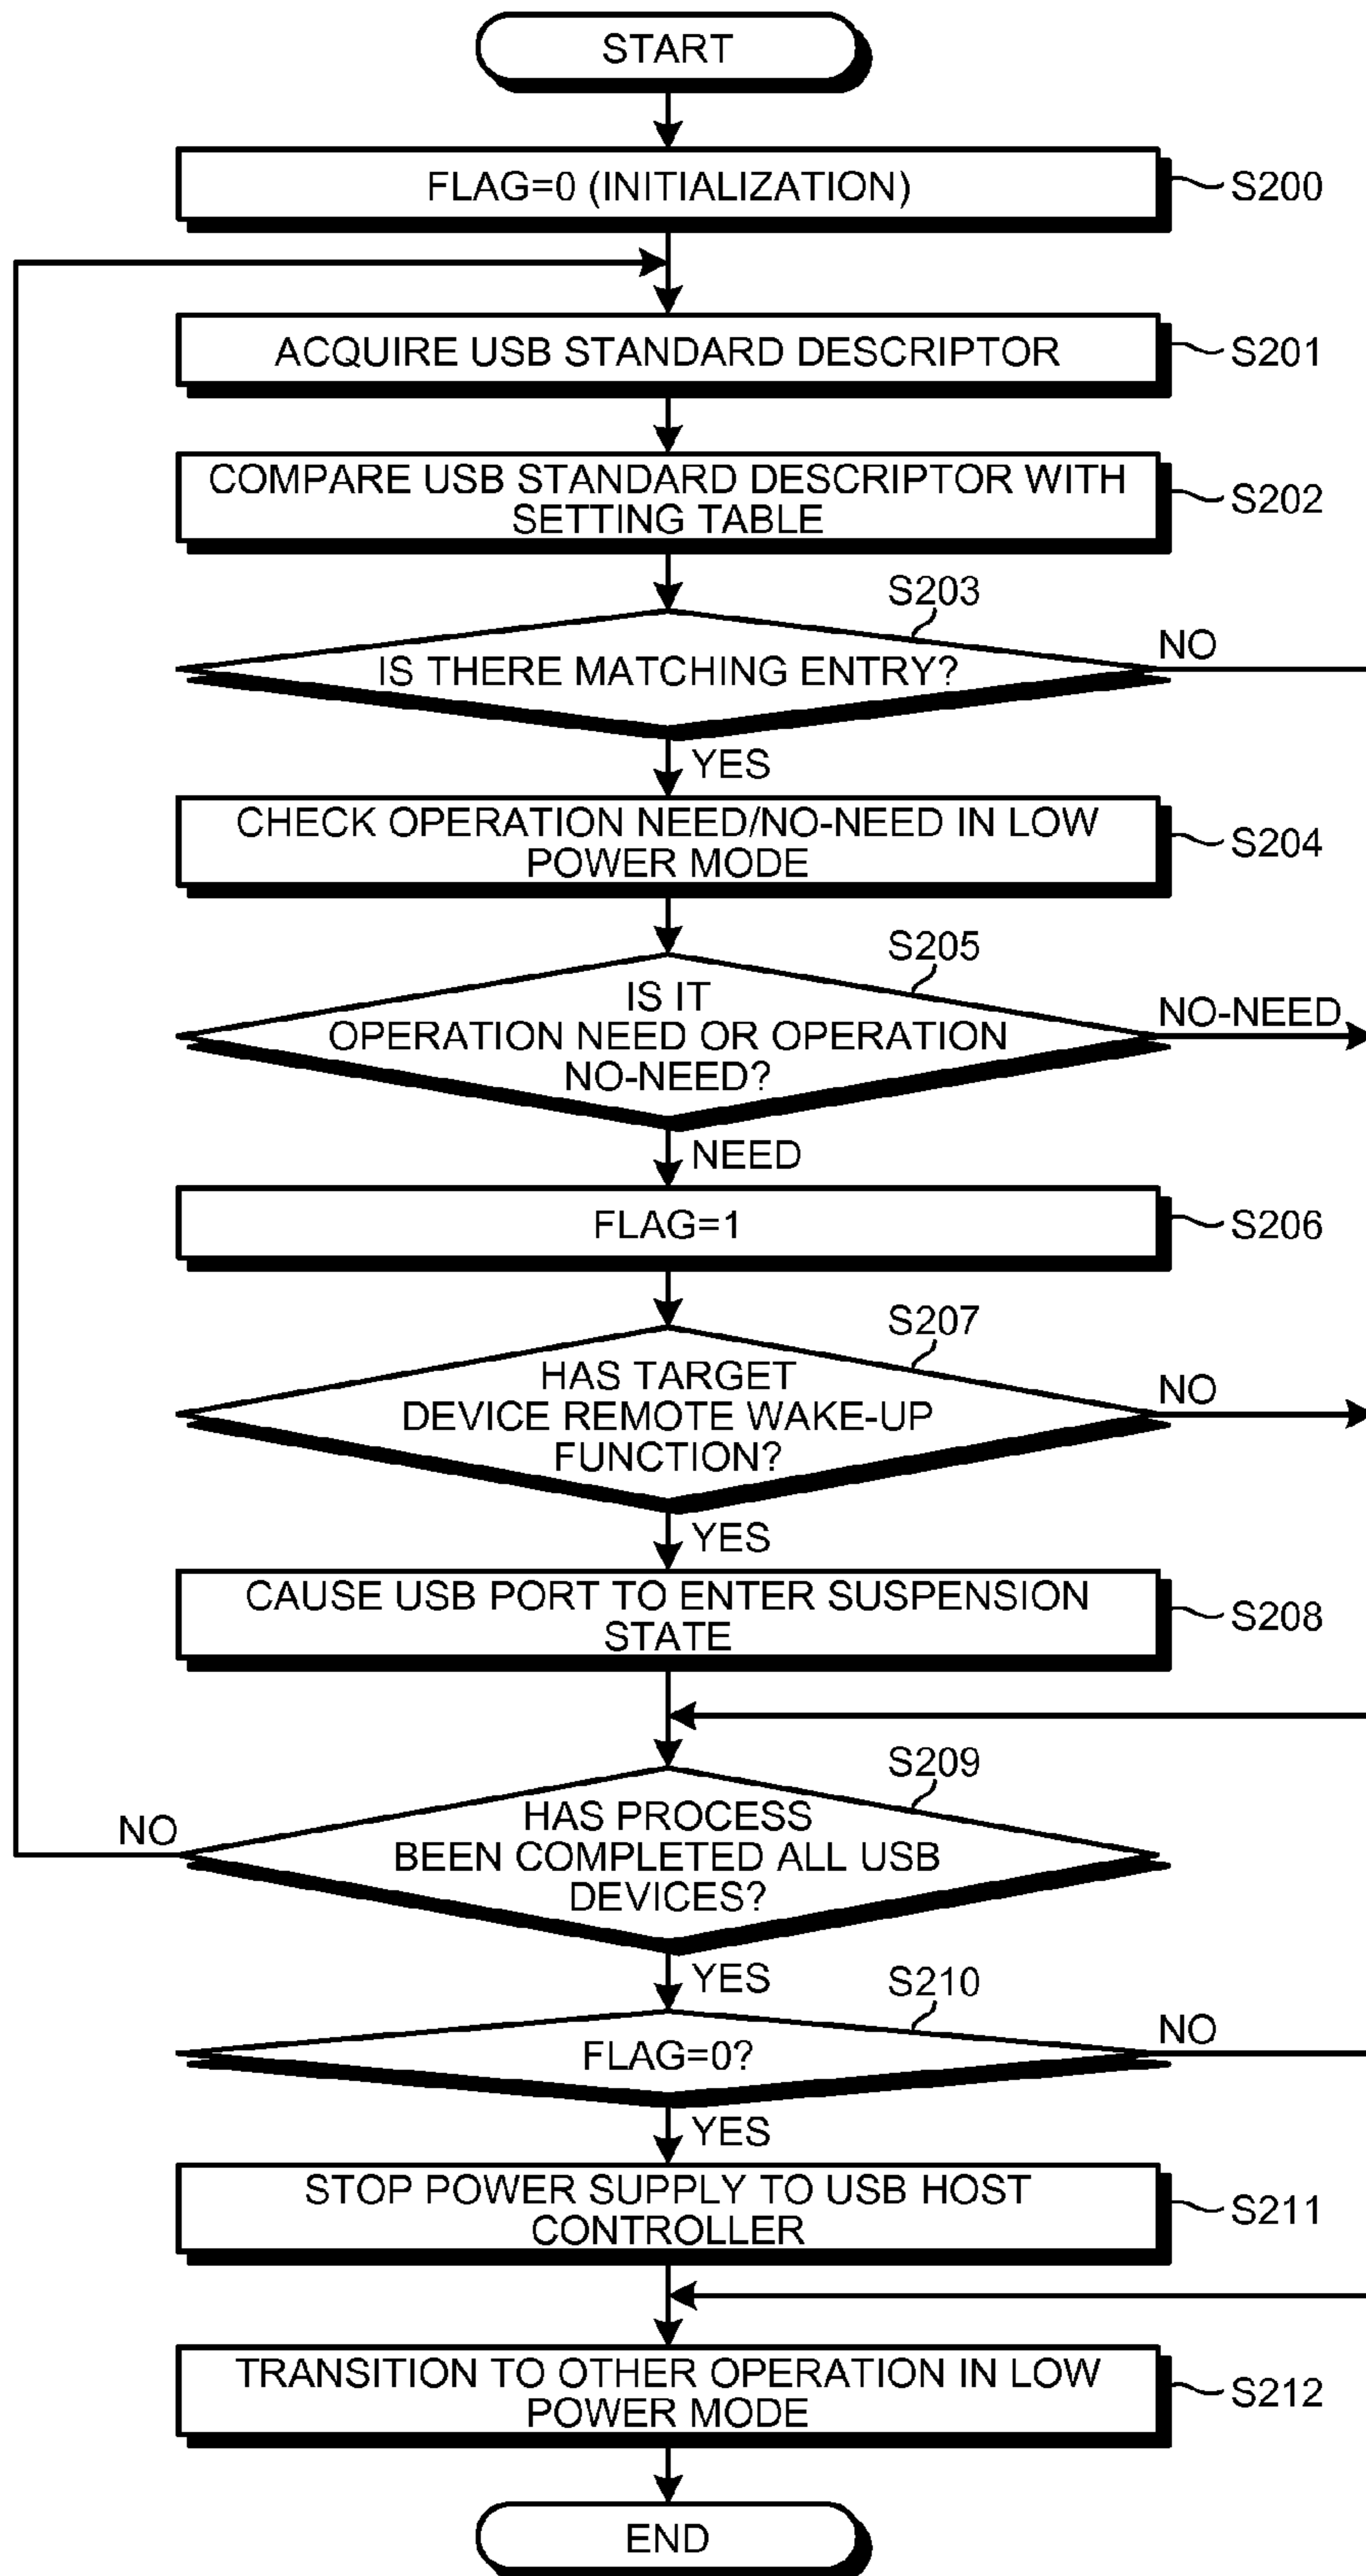 START
FLAG=0 (INITIALIZATION)
S200
ACQUIRE USB STANDARD DESCRIPTOR
S201
COMPARE USB STANDARD DESCRIPTOR WITH
SETTING TABLE
S202
S203
IS THERE MATCHING ENTRY?
NO
YES
CHECK OPERATION NEED/NO-NEED IN LOW
POWER MODE
S204
S205
IS IT
OPERATION NEED OR OPERATION
NO-NEED?
NO-NEED
NEED
FLAG=1
S206
S207
HAS TARGET
DEVICE REMOTE WAKE-UP
FUNCTION?
NO
YES
CAUSE USB PORT TO ENTER SUSPENSION
STATE
S208
S209
HAS PROCESS
BEEN COMPLETED ALL USB
DEVICES?
NO
YES
S210
FLAG=0?
NO
YES
STOP POWER SUPPLY TO USB HOST
CONTROLLER
S211
TRANSITION TO OTHER OPERATION IN LOW
POWER MODE
S212
END